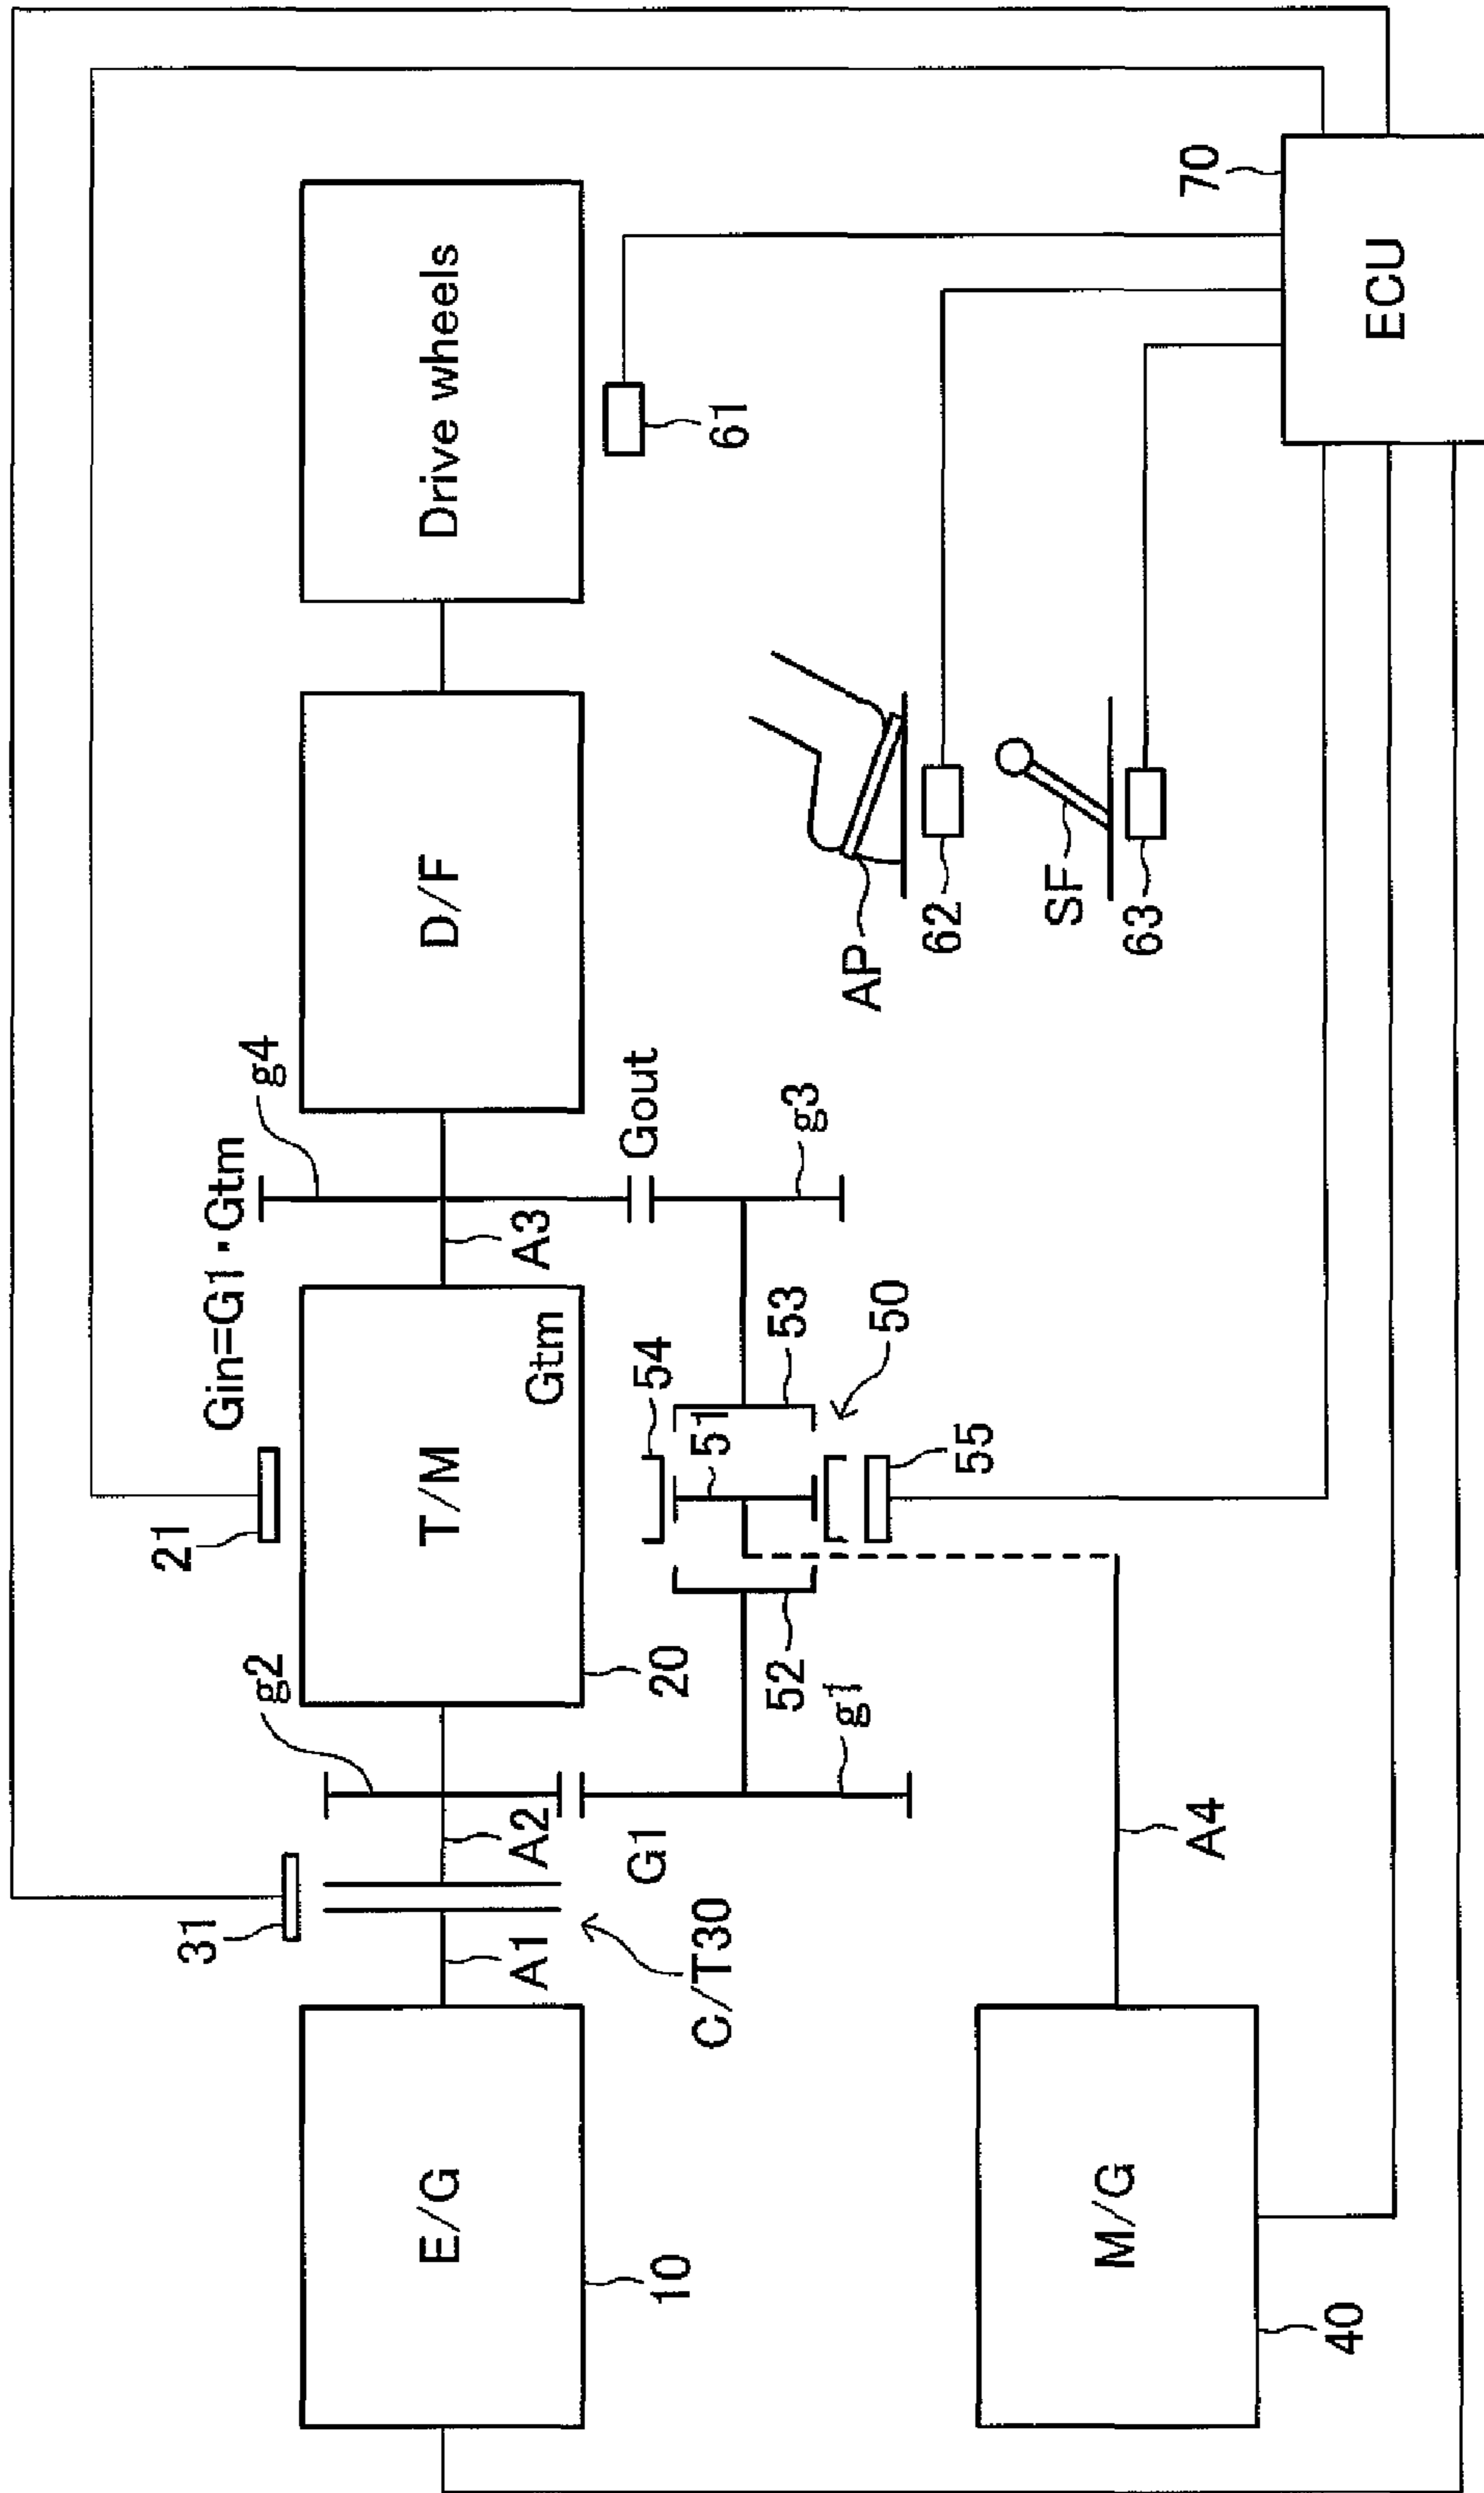 31
21
Gin=G1・Gtm
g4
g2
E/G
10
A1
C/T30
A2
G1
T/M
Gtm
20
A3
D/F
Drive wheels
Gout
g3
g1
52
51
54
53
50
55
61
AP
62
SF
63
M/G
40
A4
70
ECU